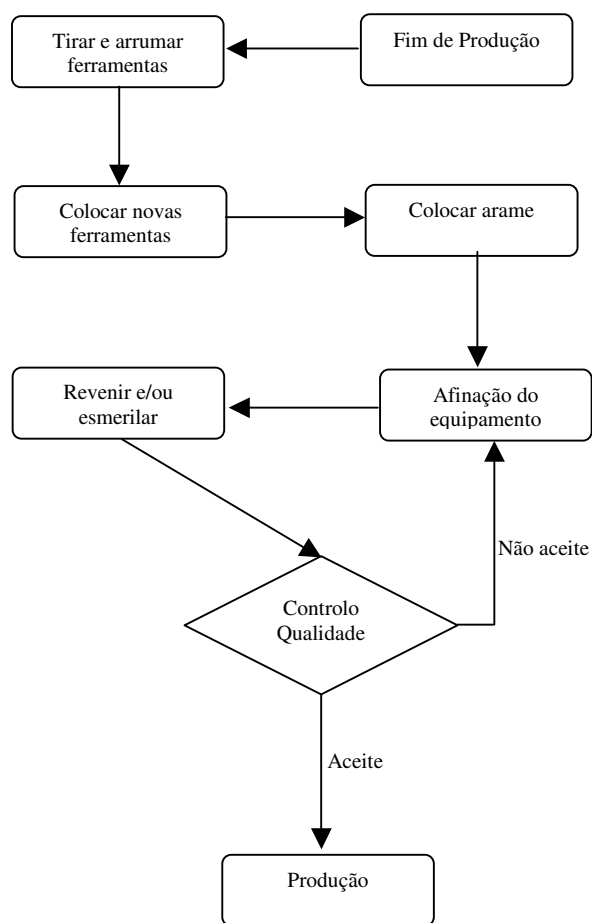 Fim de Produção
Tirar e arrumar
ferramentas
Colocar novas
ferramentas
Colocar arame
Afinação do
equipamento
Revenir e/ou
esmerilar
Controlo
Qualidade
Não aceite
Aceite
Produção